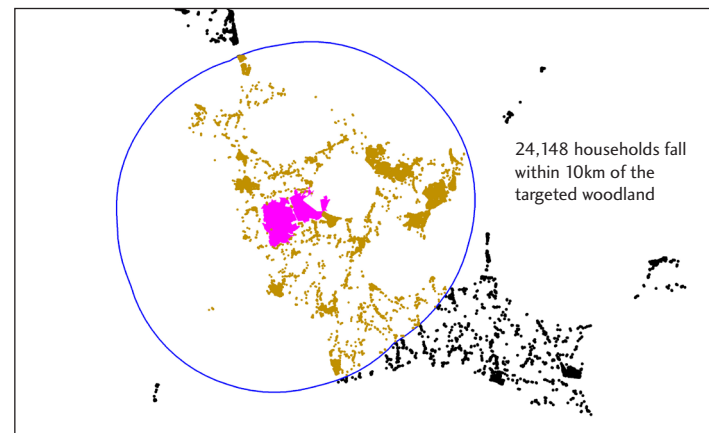 24,148 households fall
within 10km of the
targeted woodland